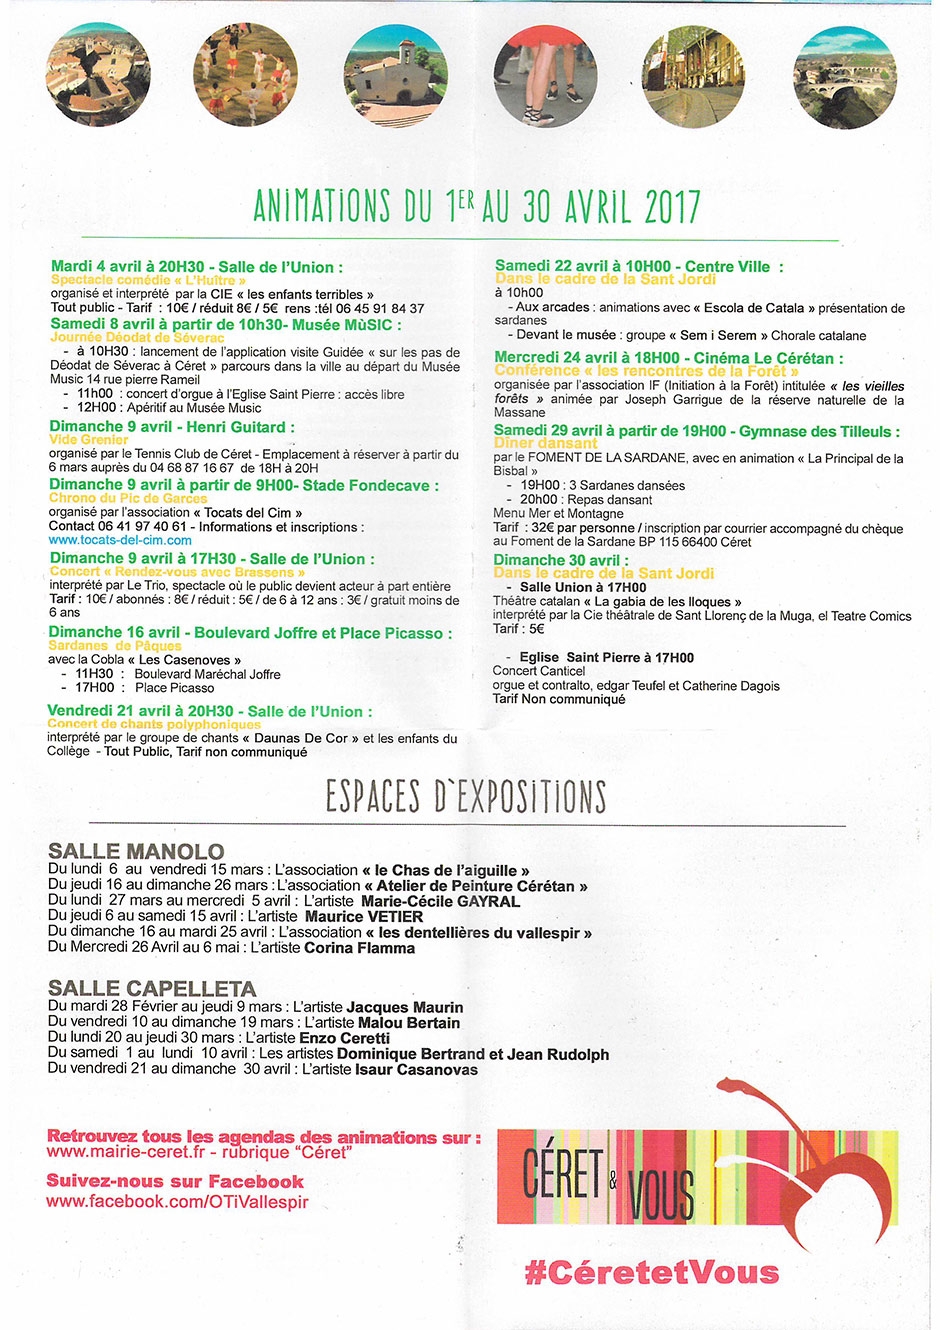 ANIMATIONS DU 1ER AU 30 AVRIL 2017
Mardi 4 avril à 20H30 - Salle de l'Union :
Spectacle comédie « L'Huître »
organisé et interprété par la CIE « les enfants terribles »
Tout public - Tarif : 10€ / réduit 8€ / 5€ rens :tél 06 45 91 84 37
Samedi 8 avril à partir de 10h30- Musée MùSIC :
Journée Déodat de Séverac
- à 10H30 : lancement de l'application visite Guidée « sur les pas de
Déodat de Séverac à Céret » parcours dans la ville au départ du Musée
Music 14 rue pierre Rameil
- 11h00 : concert d'orgue à l'Eglise Saint Pierre : accès libre
- 12H00 : Apéritif au Musée Music
Dimanche 9 avril - Henri Guitard :
Vide Grenier
organisé par le Tennis Club de Céret - Emplacement à réserver à partir du
6 mars auprès du 04 68 87 16 67 de 18H à 20H
Dimanche 9 avril à partir de 9H00- Stade Fondecave :
Chrono du Pic de Garces
organisé par l'association « Tocats del Cim »
Contact 06 41 97 40 61 - Informations et inscriptions :
www.tocats-del-cim.com
Dimanche 9 avril à 17H30 - Salle de l'Union :
Concert « Rendez-vous avec Brassens »
interprété par Le Trio, spectacle où le public devient acteur à part entière
Tarif : 10€ / abonnés : 8€ / réduit : 5€ / de 6 à 12 ans : 3€ / gratuit moins de
6 ans
Dimanche 16 avril - Boulevard Joffre et Place Picasso :
Sardanes de Pâques
avec la Cobla « Les Casenoves »
- 11H30 : Boulevard Maréchal Joffre
- 17H00 : Place Picasso
Vendredi 21 avril à 20H30 - Salle de l'Union :
Concert de chants polyphoniques
interprété par le groupe de chants « Daunas De Cor » et les enfants du
Collège - Tout Public, Tarif non communiqué
Samedi 22 avril à 10H00 - Centre Ville :
Dans le cadre de la Sant Jordi
à 10h00
- Aux arcades : animations avec « Escola de Catala » présentation de
sardanes
- Devant le musée : groupe « Sem i Serem » Chorale catalane
Mercredi 24 avril à 18H00 - Cinéma Le Cérétan :
Conférence « les rencontres de la Forêt »
organisée par l'association IF (Initiation à la Forêt) intitulée « les vieilles
forêts » animée par Joseph Garrigue de la réserve naturelle de la
Massane
Samedi 29 avril à partir de 19H00 - Gymnase des Tilleuls :
Dîner dansant
par le FOMENT DE LA SARDANE, avec en animation « La Principal de la
Bisbal »
- 19H00 : 3 Sardanes dansées
- 20h00 : Repas dansant
Menu Mer et Montagne
Tarif : 32€ par personne / inscription par courrier accompagné du chèque
au Foment de la Sardane BP 115 66400 Céret
Dimanche 30 avril :
Dans le cadre de la Sant Jordi
- Salle Union à 17H00
Théâtre catalan « La gabia de les lloques »
interprété par la Cie théâtrale de Sant Llorenç de la Muga, el Teatre Comics
Tarif : 5€
- Eglise Saint Pierre à 17H00
Concert Canticel
orgue et contralto, edgar Teufel et Catherine Dagois
Tarif Non communiqué
ESPACES D'EXPOSITIONS
SALLE MANOLO
Du lundi 6 au vendredi 15 mars : L'association « le Chas de l'aiguille »
Du jeudi 16 au dimanche 26 mars : L'association « Atelier de Peinture Cérétan »
Du lundi 27 mars au mercredi 5 avril : L'artiste Marie-Cécile GAYRAL
Du jeudi 6 au samedi 15 avril : L'artiste Maurice VETIER
Du dimanche 16 au mardi 25 avril : L'association « les dentellières du vallespir »
Du Mercredi 26 Avril au 6 mai : L'artiste Corina Flamma
SALLE CAPELLETA
Du mardi 28 Février au jeudi 9 mars : L'artiste Jacques Maurin
Du vendredi 10 au dimanche 19 mars : L'artiste Malou Bertain
Du lundi 20 au jeudi 30 mars : L'artiste Enzo Ceretti
Du samedi 1 au lundi 10 avril : Les artistes Dominique Bertrand et Jean Rudolph
Du vendredi 21 au dimanche 30 avril : L'artiste Isaur Casanovas
Retrouvez tous les agendas des animations sur :
www.mairie-ceret.fr - rubrique "Céret"
Suivez-nous sur Facebook
www.facebook.com/OTiVallespir
CÉRET & VOUS
#CéretetVous